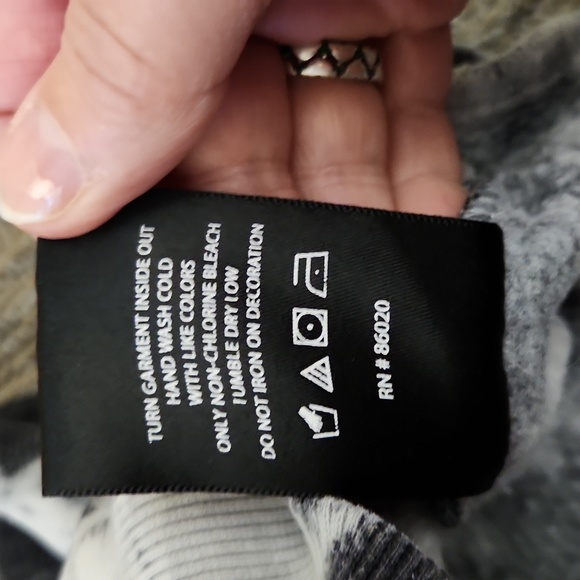 TURN GARMENT INSIDE OUT
HAND WASH COLD
WITH LIKE COLORS
ONLY NON-CHLORINE BLEACH
TUMBLE DRY LOW
DO NOT IRON ON DECORATION
RN # 86020